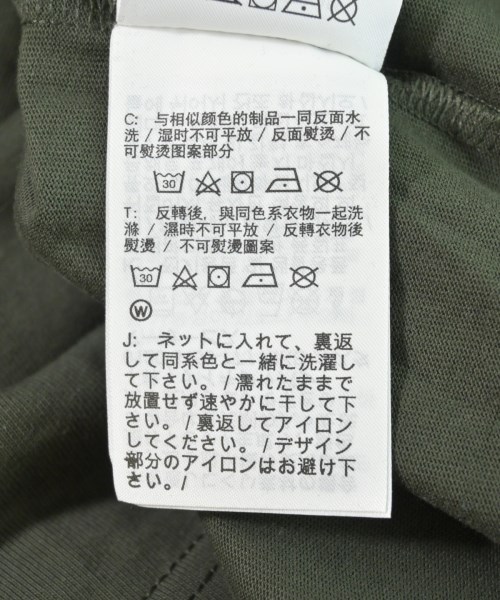 C: 与相似颜色的制品一同反面水
洗 / 湿时不可平放 / 反面熨烫 / 不
可熨烫图案部分
30
T: 反轉後，與同色系衣物一起洗
滌 / 濕時不可平放 / 反轉衣物後
熨燙 / 不可熨燙圖案
30
W
J: ネットに入れて、裏返
して同系色と一緒に洗濯し
て下さい。/ 濡れたままで
放置せず速やかに干して下
さい。/ 裏返してアイロン
してください。/ デザイン
部分のアイロンはお避け下
さい。/